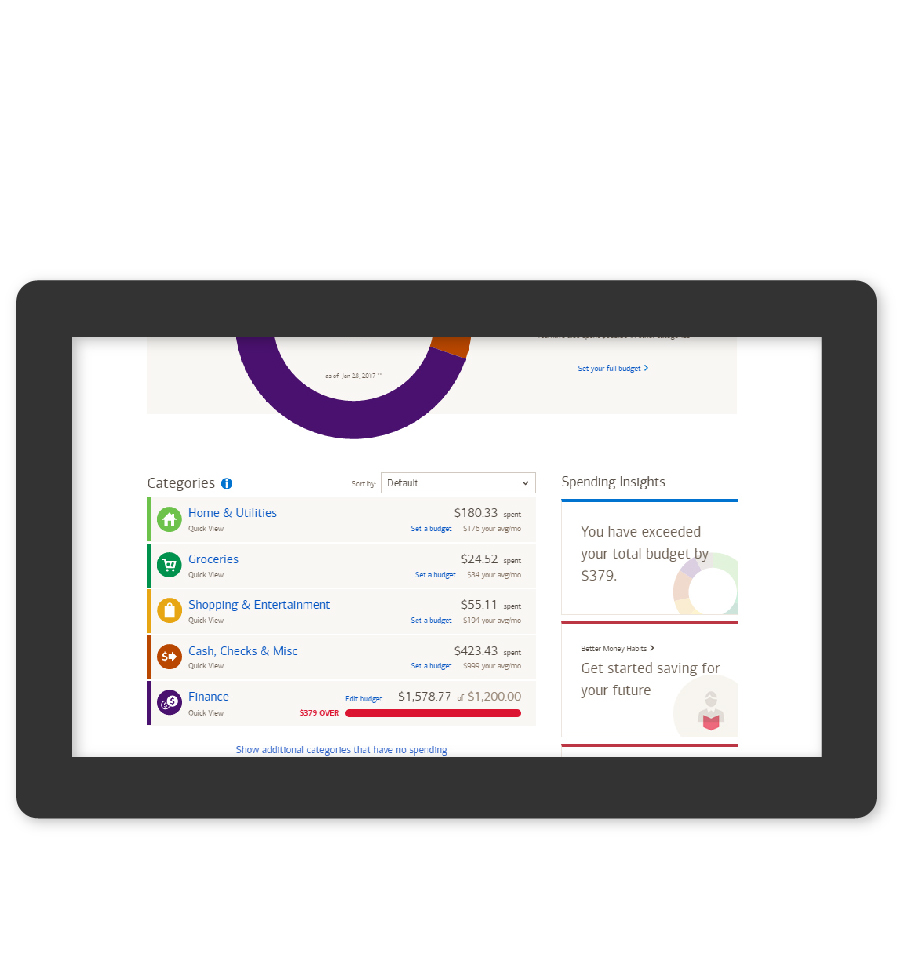 as of Jan 28, 2017
Set your full budget
Categories
Sort by:
Default
Home & Utilities
$180.33 spent
Quick View
Set a budget
$176 your avg/mo
Groceries
$24.52 spent
Quick View
Set a budget
$34 your avg/mo
Shopping & Entertainment
$55.11 spent
Quick View
Set a budget
$104 your avg/mo
Cash, Checks & Misc
$423.43 spent
Quick View
Set a budget
$999 your avg/mo
Finance
Edit budget
$1,578.77 of $1,200.00
Quick View
$379 OVER
Show additional categories that have no spending
Spending Insights
You have exceeded
your total budget by
$379.
Better Money Habits
Get started saving for
your future